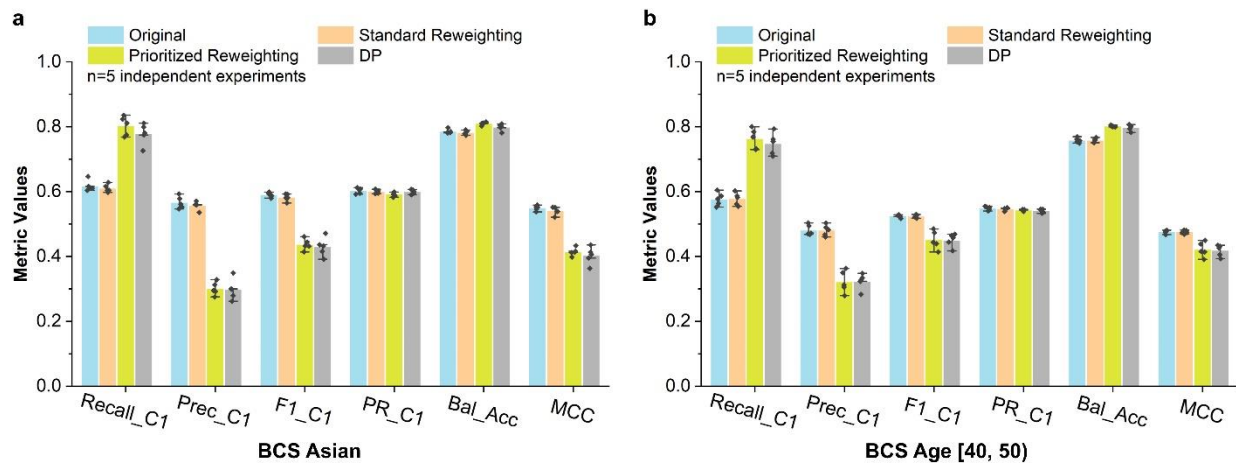 a
Original
Standard Reweighting
Prioritized Reweighting
DP
n=5 independent experiments
Metric Values
1.0
0.8
0.6
0.4
0.2
0.0
Recall_C1
Prec_C1
F1_C1
PR_C1
Bal_Acc
MCC
BCS Asian
b
Original
Standard Reweighting
Prioritized Reweighting
DP
n=5 independent experiments
Metric Values
1.0
0.8
0.6
0.4
0.2
0.0
Recall_C1
Prec_C1
F1_C1
PR_C1
Bal_Acc
MCC
BCS Age [40, 50)